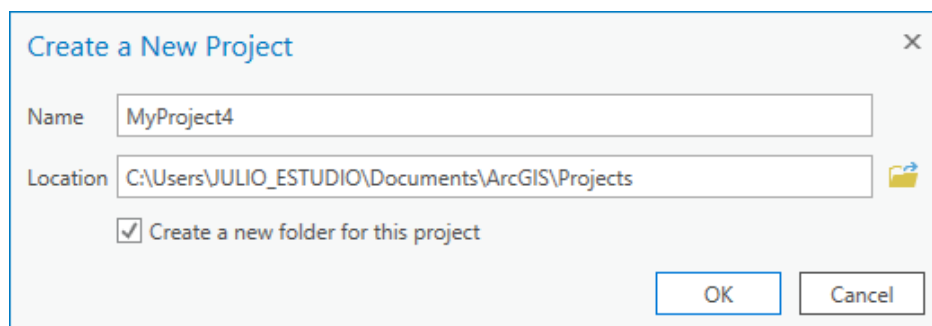 Create a New Project
Name MyProject4
Location C:\Users\JULIO_ESTUDIO\Documents\ArcGIS\Projects
Create a new folder for this project
OK Cancel